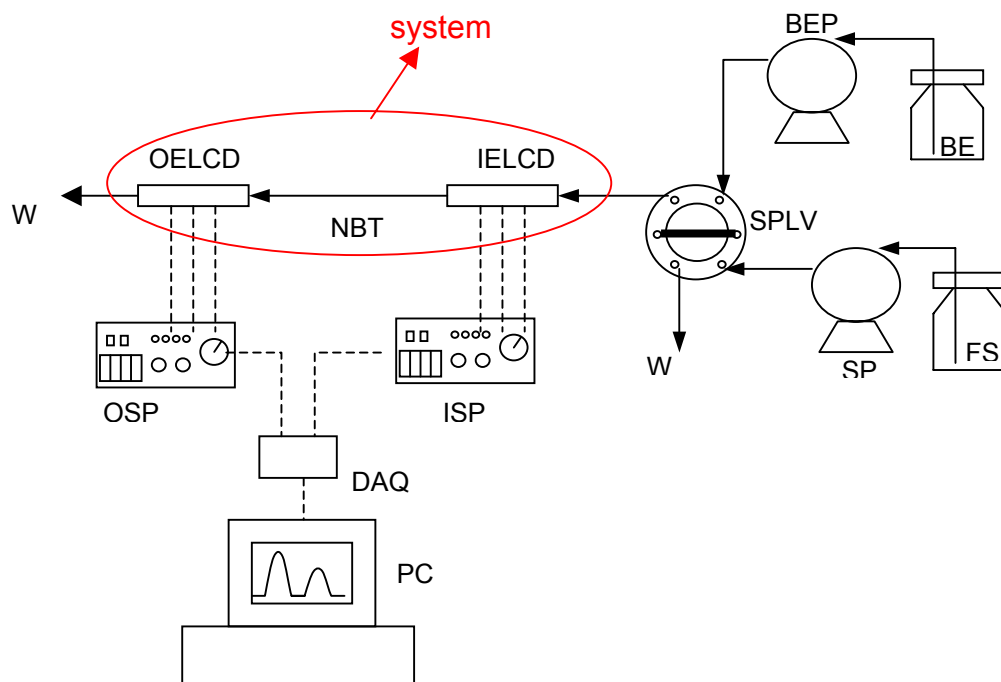 system
BEP
OELCD
IELCD
BE
W
NBT
SPLV
W
SP
FS
OSP
ISP
DAQ
PC